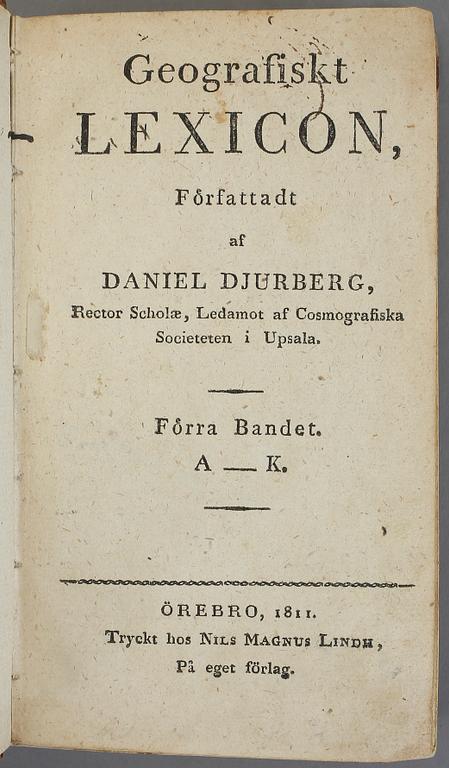 Geografiskt
LEXICON,
Författadt
af
DANIEL DJURBERG,
Rector Scholæ, Ledamot af Cosmografiska
Societeten i Upsala.
Förra Bandet.
A — K.
ÖREBRO, 1811.
Tryckt hos NILS MAGNUS LINDH,
På eget förlag.